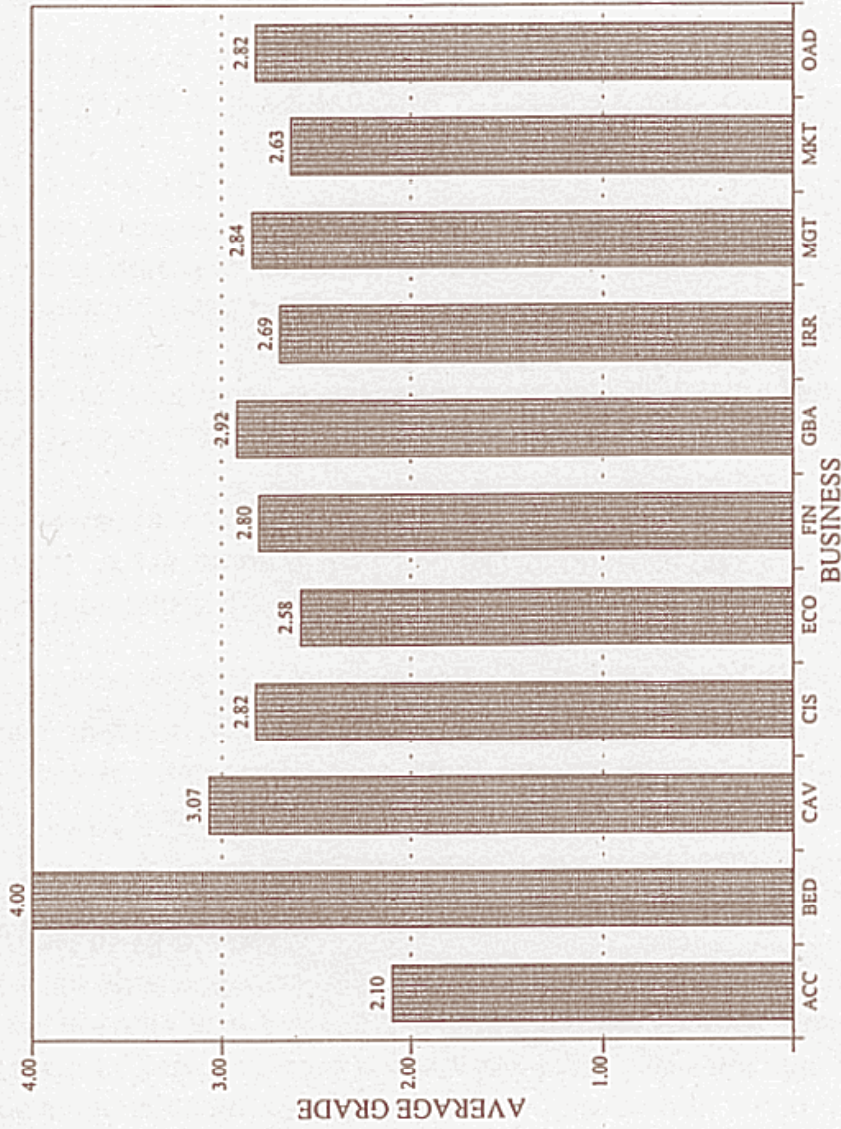 4.00
3.00
2.00
1.00
AVERAGE GRADE
2.10
4.00
3.07
2.82
2.58
2.80
2.92
2.69
2.84
2.63
2.82
ACC
BED
CAV
CIS
ECO
FIN
GBA
IRR
MGT
MKT
OAD
BUSINESS